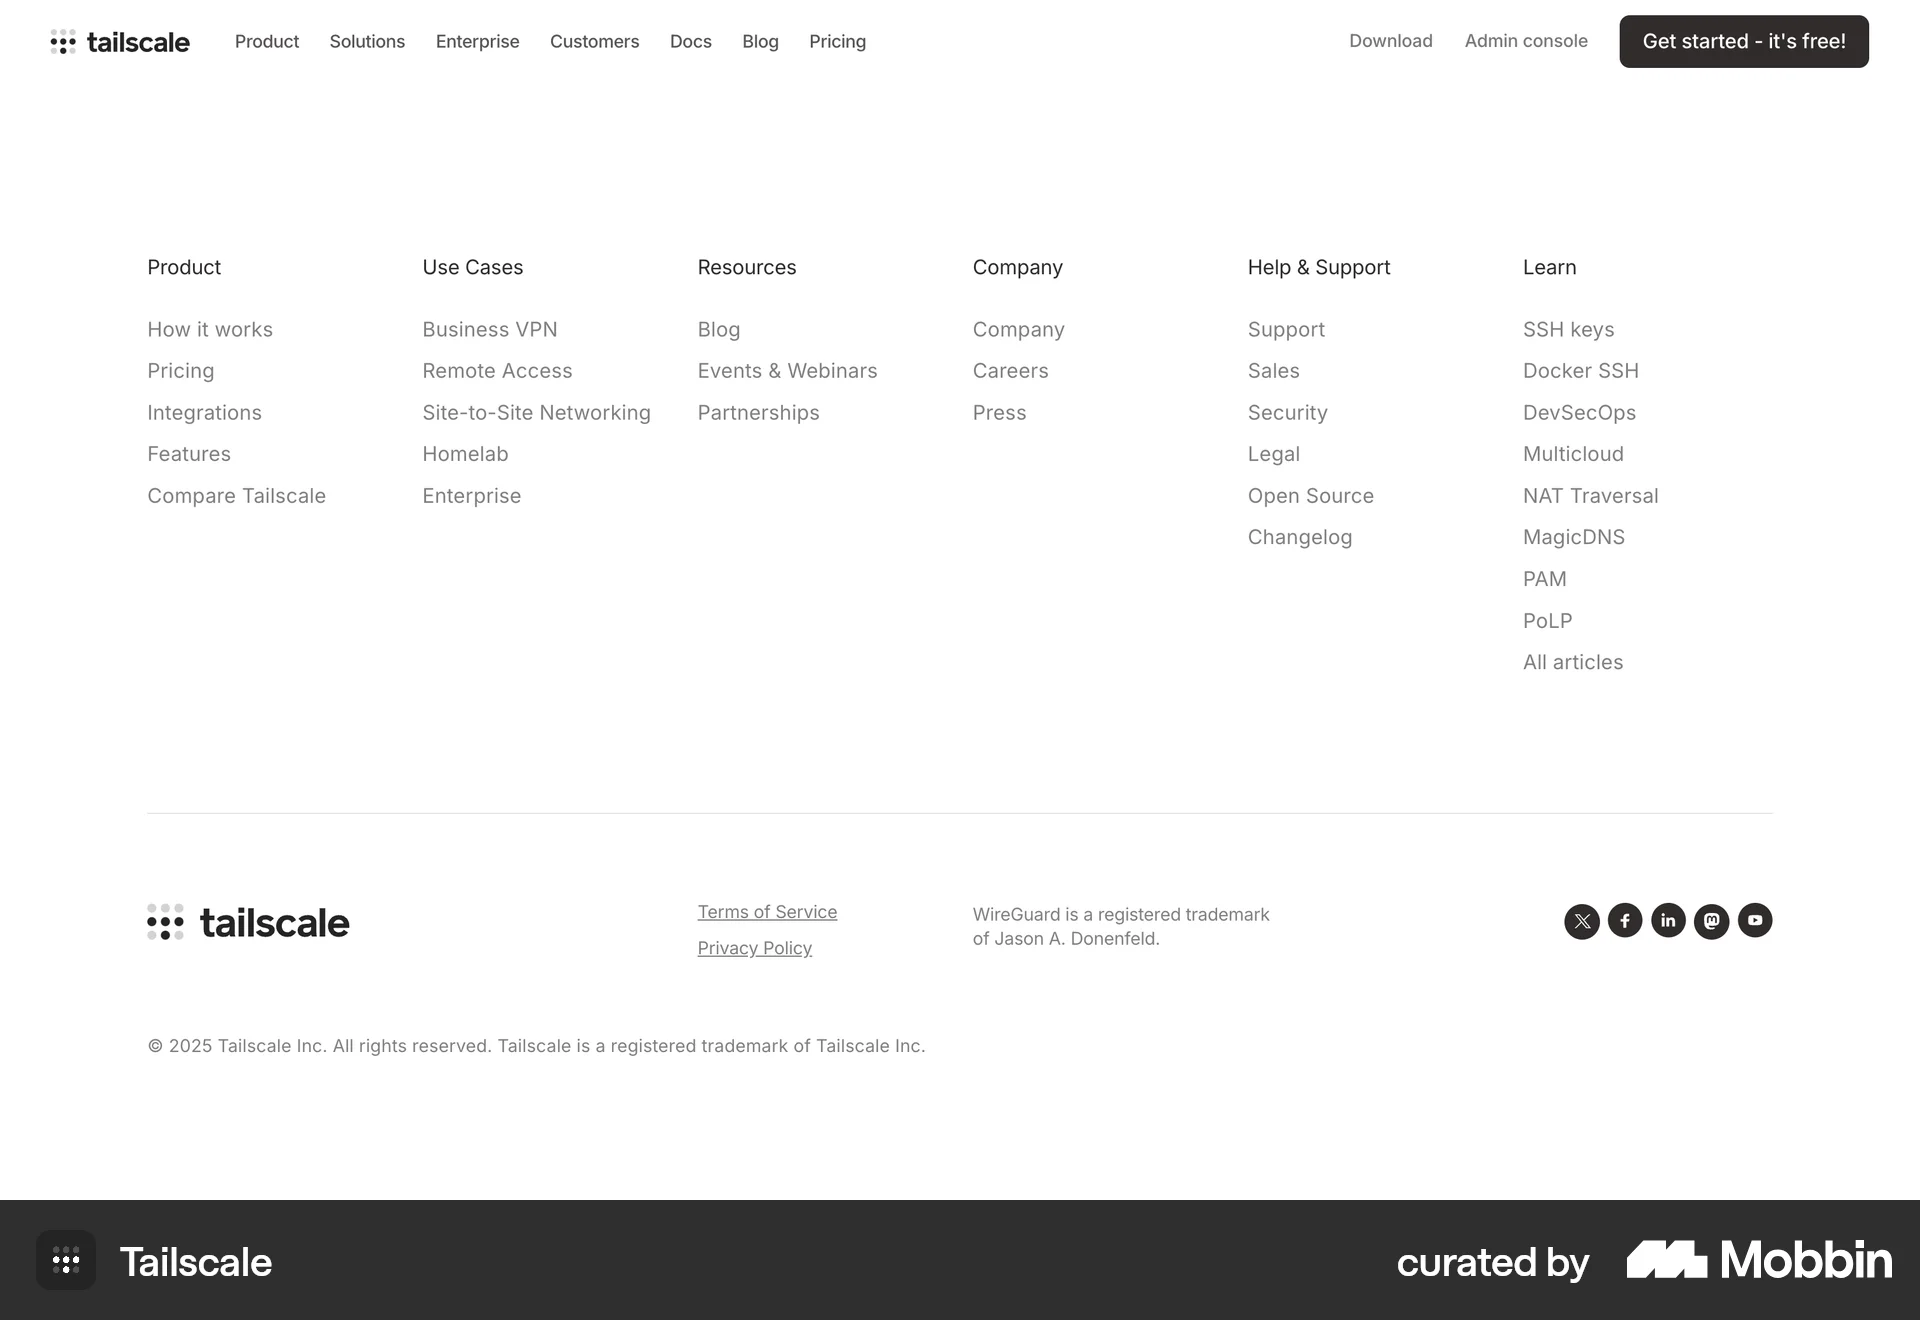 tailscale
Product Solutions Enterprise Customers Docs Blog Pricing
Download Admin console Get started - it's free!
Product
How it works
Pricing
Integrations
Features
Compare Tailscale
Use Cases
Business VPN
Remote Access
Site-to-Site Networking
Homelab
Enterprise
Resources
Blog
Events & Webinars
Partnerships
Company
Company
Careers
Press
Help & Support
Support
Sales
Security
Legal
Open Source
Changelog
Learn
SSH keys
Docker SSH
DevSecOps
Multicloud
NAT Traversal
MagicDNS
PAM
PoLP
All articles
tailscale
Terms of Service
Privacy Policy
WireGuard is a registered trademark
of Jason A. Donenfeld.
© 2025 Tailscale Inc. All rights reserved. Tailscale is a registered trademark of Tailscale Inc.
Tailscale
curated by Mobbin